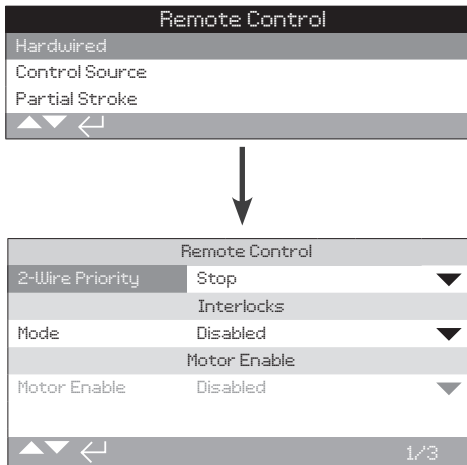 Remote Control
Hardwired
Control Source
Partial Stroke
Remote Control
2-Wire Priority Stop
Interlocks
Mode Disabled
Motor Enable
Motor Enable Disabled
1/3